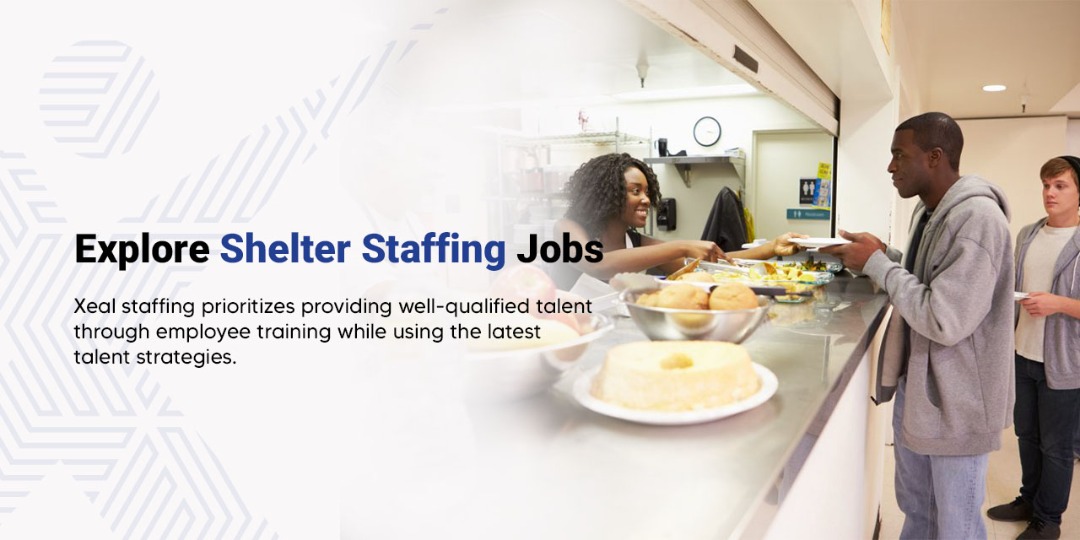 Explore Shelter Staffing Jobs
Xeal staffing prioritizes providing well-qualified talent
through employee training while using the latest
talent strategies.